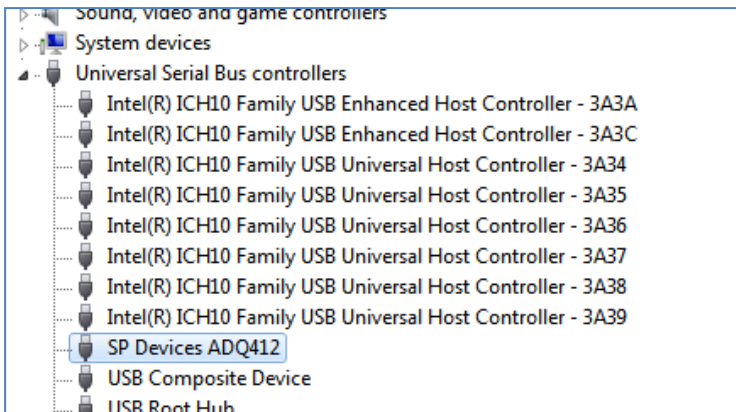 Sound, video and game controllers
System devices
Universal Serial Bus controllers
Intel(R) ICH10 Family USB Enhanced Host Controller - 3A3A
Intel(R) ICH10 Family USB Enhanced Host Controller - 3A3C
Intel(R) ICH10 Family USB Universal Host Controller - 3A34
Intel(R) ICH10 Family USB Universal Host Controller - 3A35
Intel(R) ICH10 Family USB Universal Host Controller - 3A36
Intel(R) ICH10 Family USB Universal Host Controller - 3A37
Intel(R) ICH10 Family USB Universal Host Controller - 3A38
Intel(R) ICH10 Family USB Universal Host Controller - 3A39
SP Devices ADQ412
USB Composite Device
USB Root Hub